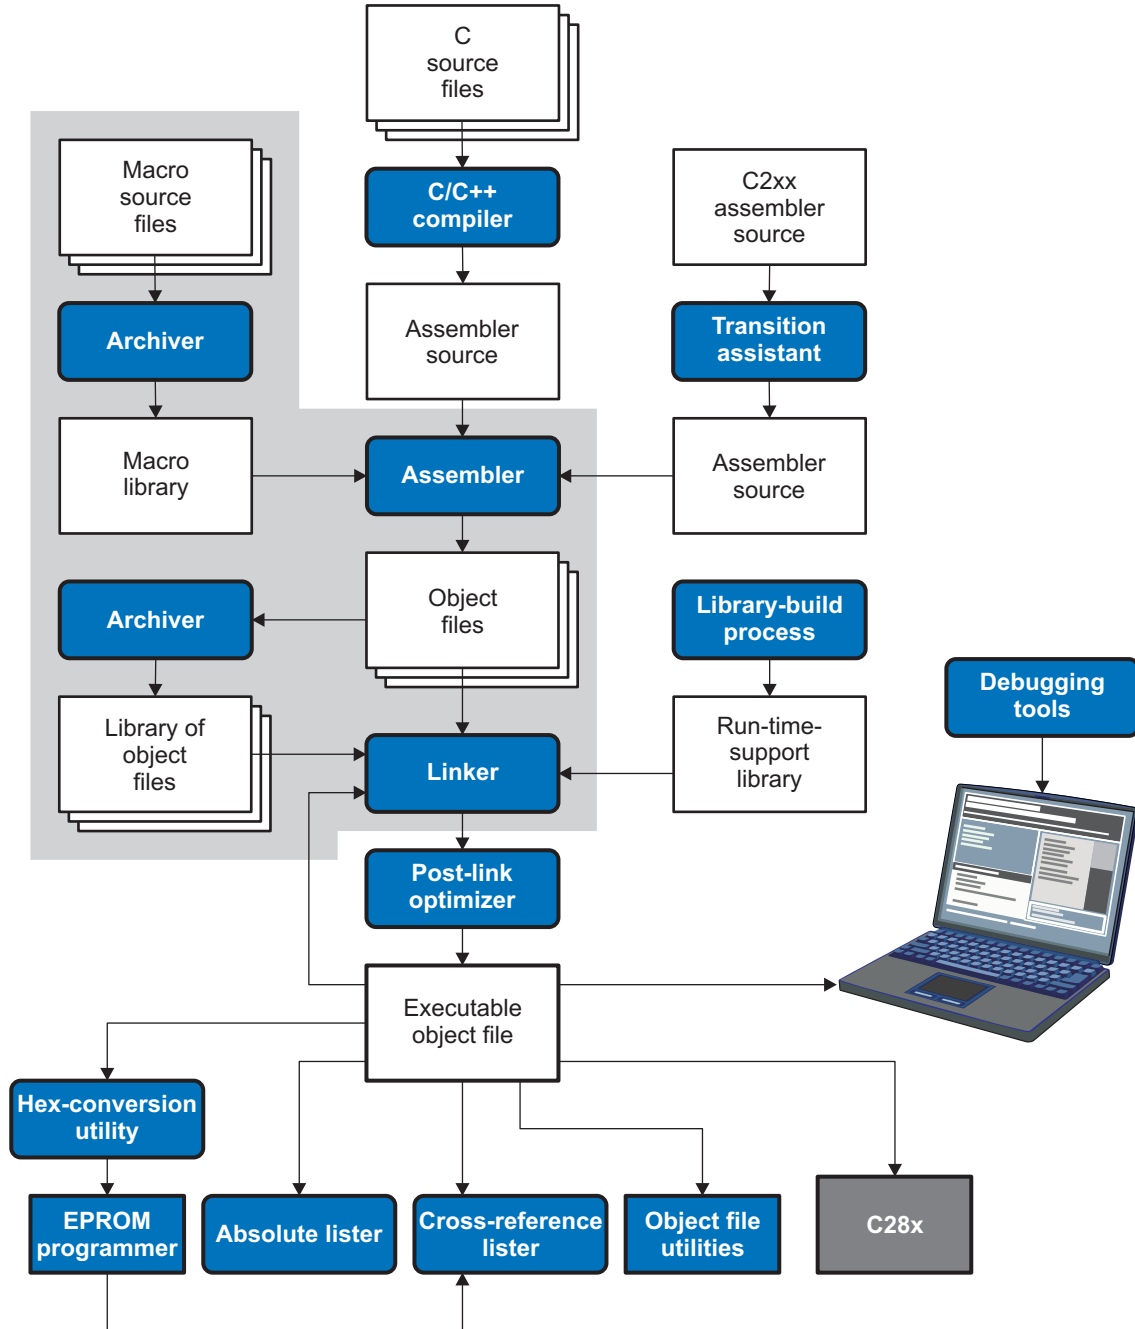 C
source
files
Macro
source
files
C/C++
compiler
C2xx
assembler
source
Archiver
Assembler
source
Transition
assistant
Macro
library
Assembler
Assembler
source
Archiver
Object
files
Library-build
process
Debugging
tools
Library of
object
files
Linker
Run-time-
support
library
Post-link
optimizer
Executable
object file
Hex-conversion
utility
EPROM
programmer
Absolute lister
Cross-reference
lister
Object file
utilities
C28x